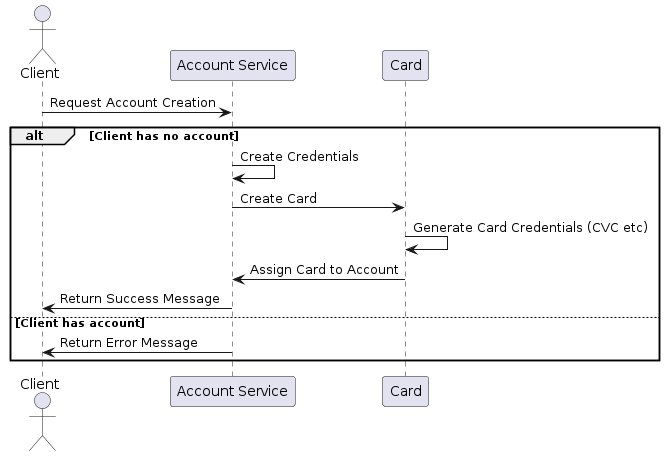 Client
Account Service
Card
Request Account Creation
alt
[Client has no account]
Create Credentials
Create Card
Generate Card Credentials (CVC etc)
Assign Card to Account
Return Success Message
[Client has account]
Return Error Message
Client
Account Service
Card